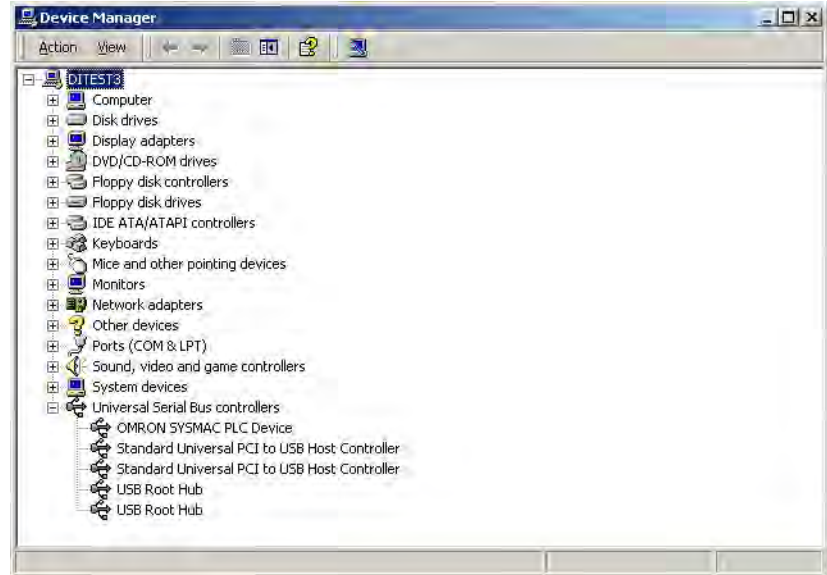 Device Manager
Action View
DITEST3
Computer
Disk drives
Display adapters
DVD/CD-ROM drives
Floppy disk controllers
Floppy disk drives
IDE ATA/ATAPI controllers
Keyboards
Mice and other pointing devices
Monitors
Network adapters
Other devices
Ports (COM & LPT)
Sound, video and game controllers
System devices
Universal Serial Bus controllers
OMRON SYSMAC PLC Device
Standard Universal PCI to USB Host Controller
Standard Universal PCI to USB Host Controller
USB Root Hub
USB Root Hub